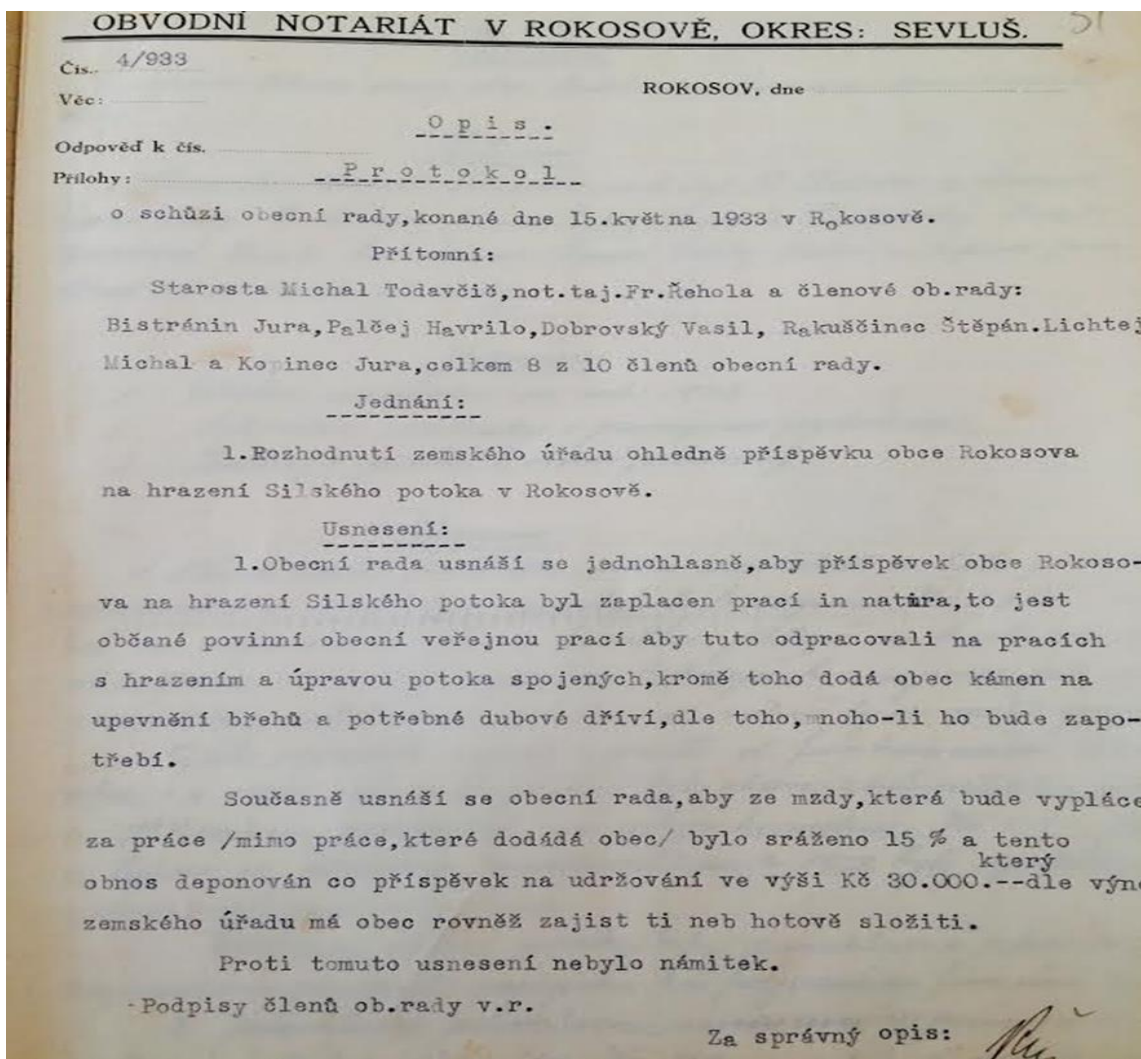 OBVODNÍ NOTARIÁT V ROKOSOVĚ, OKRES: SEVLUŠ.
51
Čís. 4/933
Věc:
ROKOSOV, dne
Opis.
Odpověď k čís.
Přílohy:
Protokol
o schůzi obecní rady,konané dne 15.května 1933 v Rokosově.
Přítomní:
Starosta Michal Todavčič,not.taj.Fr.Řehola a členové ob.rady:
Bistránin Jura,Palčej Havrilo,Dobrovský Vasil, Rakuščinec Štěpán.Lichtej
Michal a Kopinec Jura,celkem 8 z 10 členů obecní rady.
Jednání:
1.Rozhodnutí zemského úřadu ohledně příspěvku obce Rokosova
na hrazení Silského potoka v Rokosově.
Usnesení:
1.Obecní rada usnáší se jednohlasně,aby příspěvek obce Rokoso-
va na hrazení Silského potoka byl zaplacen prací in natura,to jest
občané povinní obecní veřejnou prací aby tuto odpracovali na pracích
s hrazením a úpravou potoka spojených,kromě toho dodá obec kámen na
upevnění břehů a potřebné dubové dříví,dle toho,mnoho-li ho bude zapo-
třebí.
Současně usnáší se obecní rada,aby ze mzdy,která bude vypláce
za práce /mimo práce,které dodádá obec/ bylo sráženo 15 % a tento
který
obnos deponován co příspěvek na udržování ve výši Kč 30.000.--dle výno
zemského úřadu má obec rovněž zajist ti neb hotově složiti.
Proti tomuto usnesení nebylo námitek.
-Podpisy členů ob.rady v.r.
Za správný opis: